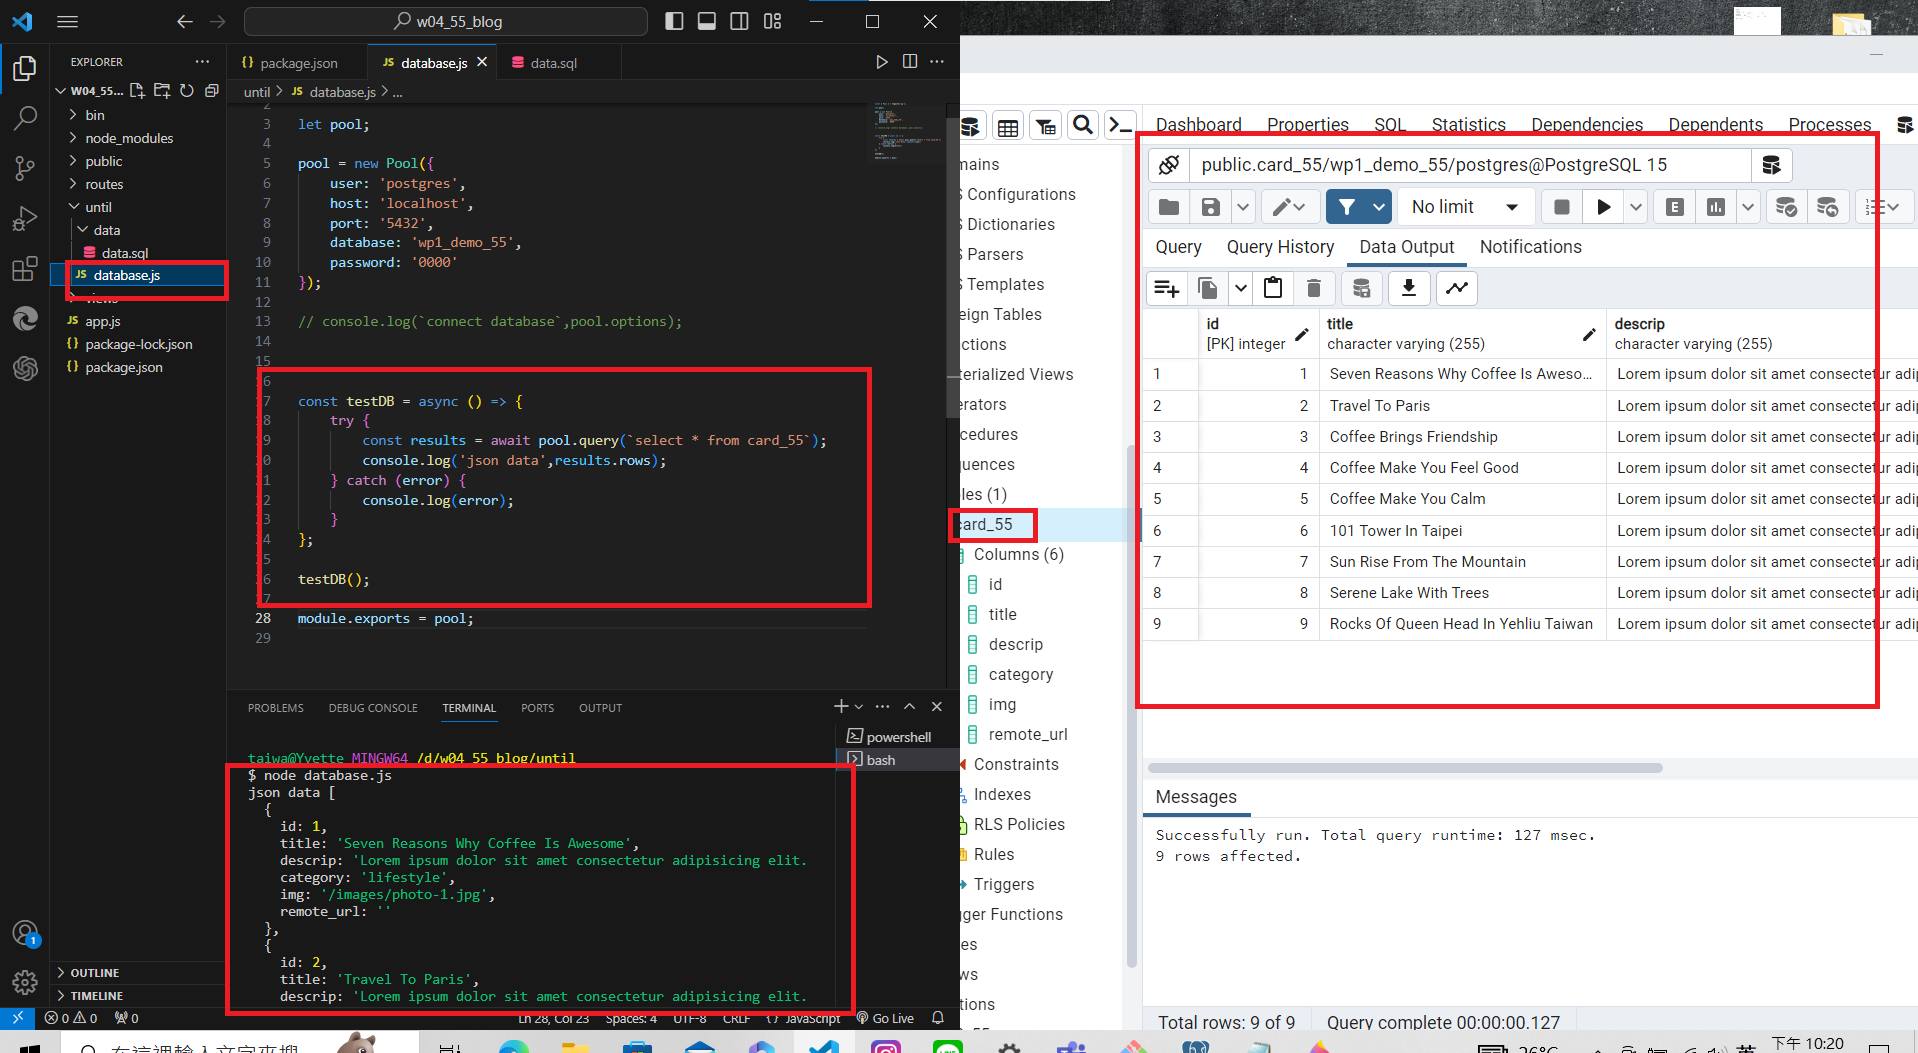 w04_55_blog
EXPLORER
W04_55...
bin
node_modules
public
routes
until
data
data.sql
database.js
views
app.js
package-lock.json
package.json
OUTLINE
TIMELINE
package.json
database.js
data.sql
until > JS database.js > ...
2
3 let pool;
4
5 pool = new Pool({
6 user: 'postgres',
7 host: 'localhost',
8 port: '5432',
9 database: 'wp1_demo_55',
10 password: '0000'
11 });
12
13 // console.log(`connect database`,pool.options);
14
15
16
17 const testDB = async () => {
18 try {
19 const results = await pool.query(`select * from card_55`);
20 console.log('json data',results.rows);
21 } catch (error) {
22 console.log(error);
23 }
24 };
25
26 testDB();
27
28 module.exports = pool;
29
PROBLEMS DEBUG CONSOLE TERMINAL PORTS OUTPUT
powershell
bash
taiwa@Yvette MINGW64 /d/w04_55_blog/until
$ node database.js
json data [
{
id: 1,
title: 'Seven Reasons Why Coffee Is Awesome',
descrip: 'Lorem ipsum dolor sit amet consectetur adipisicing elit.
category: 'lifestyle',
img: '/images/photo-1.jpg',
remote_url: ''
},
{
id: 2,
title: 'Travel To Paris',
descrip: 'Lorem ipsum dolor sit amet consectetur adipisicing elit.
1
0 0 0
Ln 28, Col 23 Spaces: 4 UTF-8 CRLF {} JavaScript Go Live
Dashboard Properties SQL Statistics Dependencies Dependents Processes
mains
S Configurations
S Dictionaries
S Parsers
S Templates
eign Tables
ctions
terialized Views
erators
cedures
quences
les (1)
card_55
Columns (6)
id
title
descrip
category
img
remote_url
Constraints
Indexes
RLS Policies
Rules
Triggers
gger Functions
es
ws
tions
public.card_55/wp1_demo_55/postgres@PostgreSQL 15
No limit
E
Query Query History Data Output Notifications
id
[PK] integer
title
character varying (255)
descrip
character varying (255)
1 1 Seven Reasons Why Coffee Is Aweso... Lorem ipsum dolor sit amet consectetur adip
2 2 Travel To Paris Lorem ipsum dolor sit amet consectetur adip
3 3 Coffee Brings Friendship Lorem ipsum dolor sit amet consectetur adip
4 4 Coffee Make You Feel Good Lorem ipsum dolor sit amet consectetur adip
5 5 Coffee Make You Calm Lorem ipsum dolor sit amet consectetur adip
6 6 101 Tower In Taipei Lorem ipsum dolor sit amet consectetur adip
7 7 Sun Rise From The Mountain Lorem ipsum dolor sit amet consectetur adip
8 8 Serene Lake With Trees Lorem ipsum dolor sit amet consectetur adip
9 9 Rocks Of Queen Head In Yehliu Taiwan Lorem ipsum dolor sit amet consectetur adip
Messages
Successfully run. Total query runtime: 127 msec.
9 rows affected.
Total rows: 9 of 9 Query complete 00:00:00.127
在這裡輸入文字來搜
26°C
英
下午 10:20